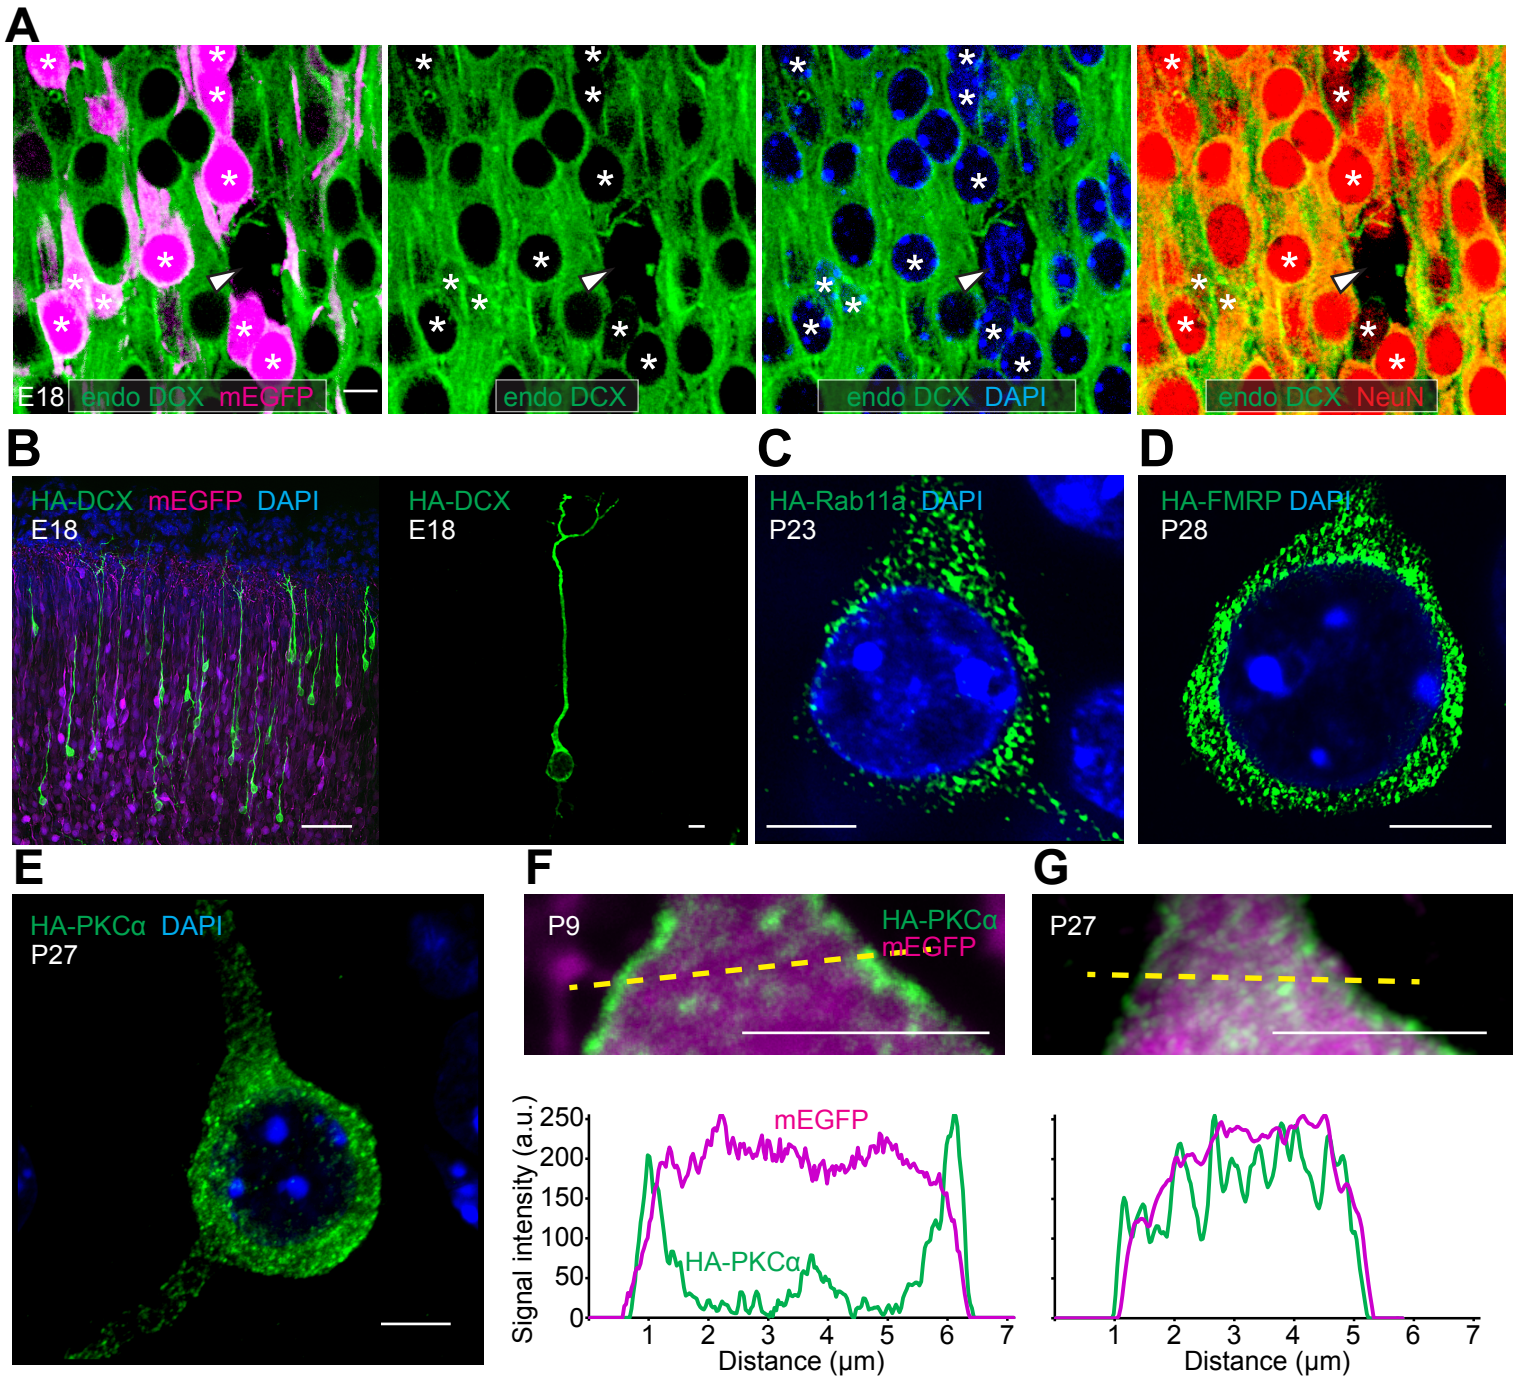 A
* * * * * * * * *
* * * * * * * * *
* * * * * * * * *
* * * * * * * * *
E18 endo DCX mEGFP
endo DCX
endo DCX DAPI
endo DCX NeuN
B
HA-DCX mEGFP DAPI
E18
HA-DCX
E18
C
HA-Rab11a DAPI
P23
D
HA-FMRP DAPI
P28
E
HA-PKCα DAPI
P27
F
P9
HA-PKCα
mEGFP
G
P27
Signal intensity (a.u.)
250
200
150
100
50
0
mEGFP
HA-PKCα
1 2 3 4 5 6 7
Distance (µm)
1 2 3 4 5 6 7
Distance (µm)